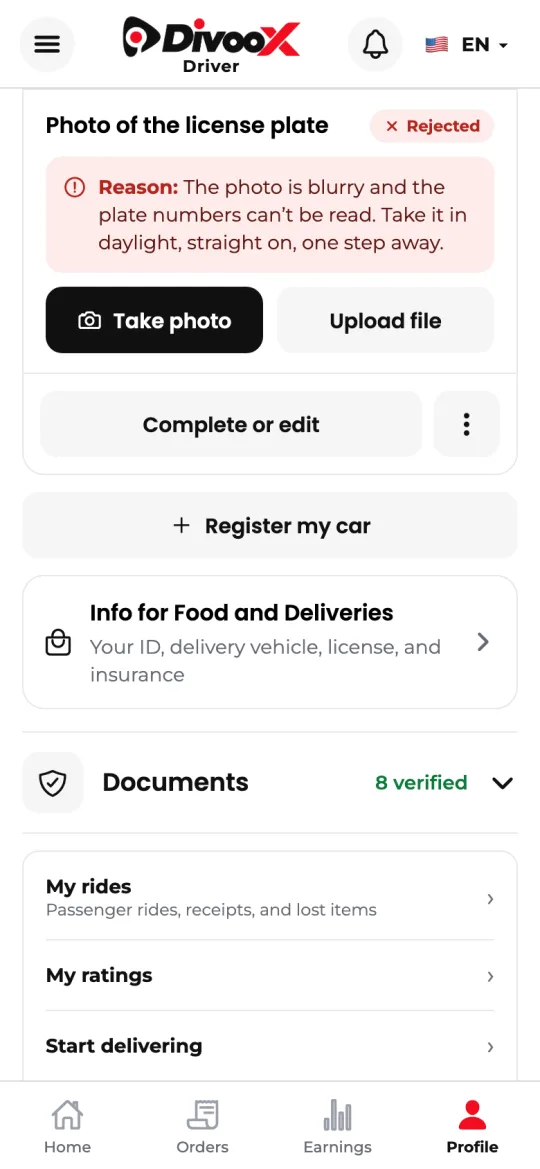 DivooX
Driver
EN
Photo of the license plate
Rejected
Reason: The photo is blurry and the
plate numbers can’t be read. Take it in
daylight, straight on, one step away.
Take photo
Upload file
Complete or edit
Register my car
Info for Food and Deliveries
Your ID, delivery vehicle, license, and
insurance
Documents
8 verified
My rides
Passenger rides, receipts, and lost items
My ratings
Start delivering
Home
Orders
Earnings
Profile